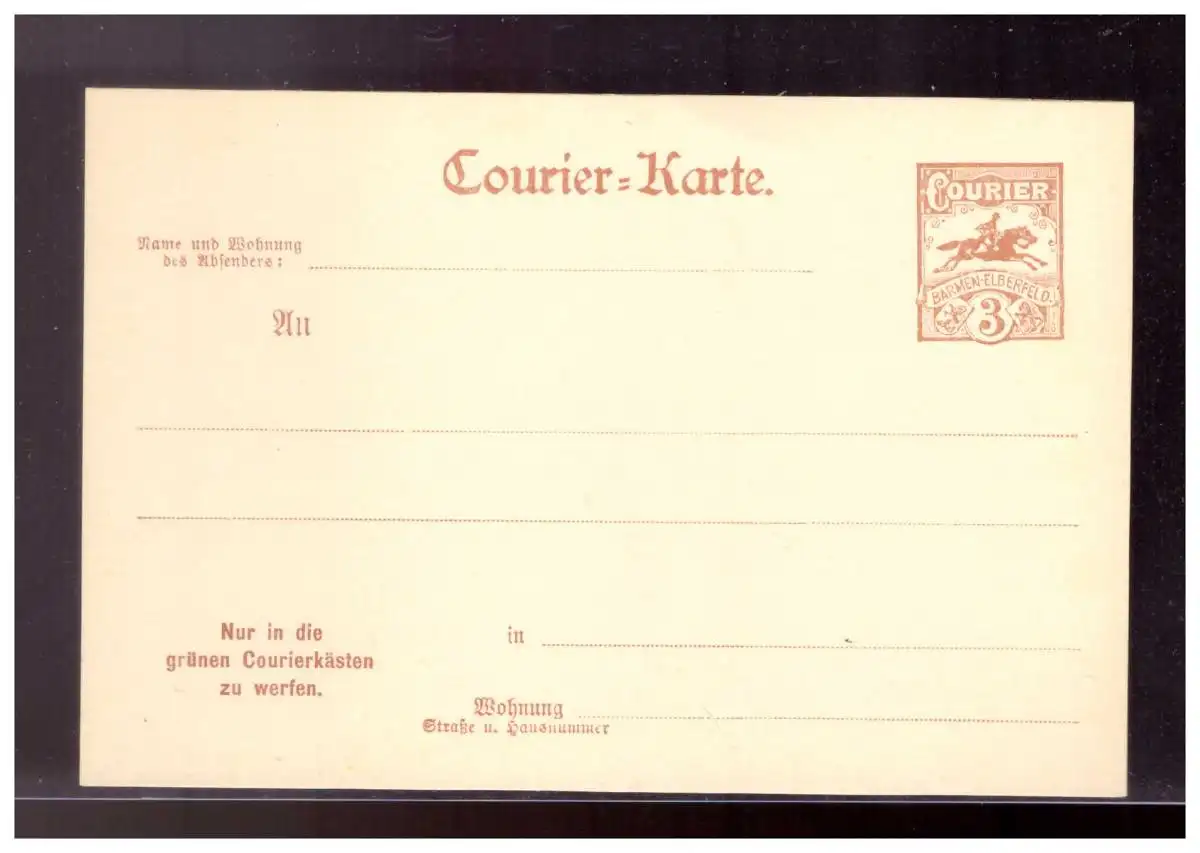 Courier-Karte.
COURIER
BARMEN-ELBERFELD.
3
Name und Wohnung
des Absenders:
An
Nur in die
grünen Courierkästen
zu werfen.
in
Wohnung
Straße u. Hausnummer